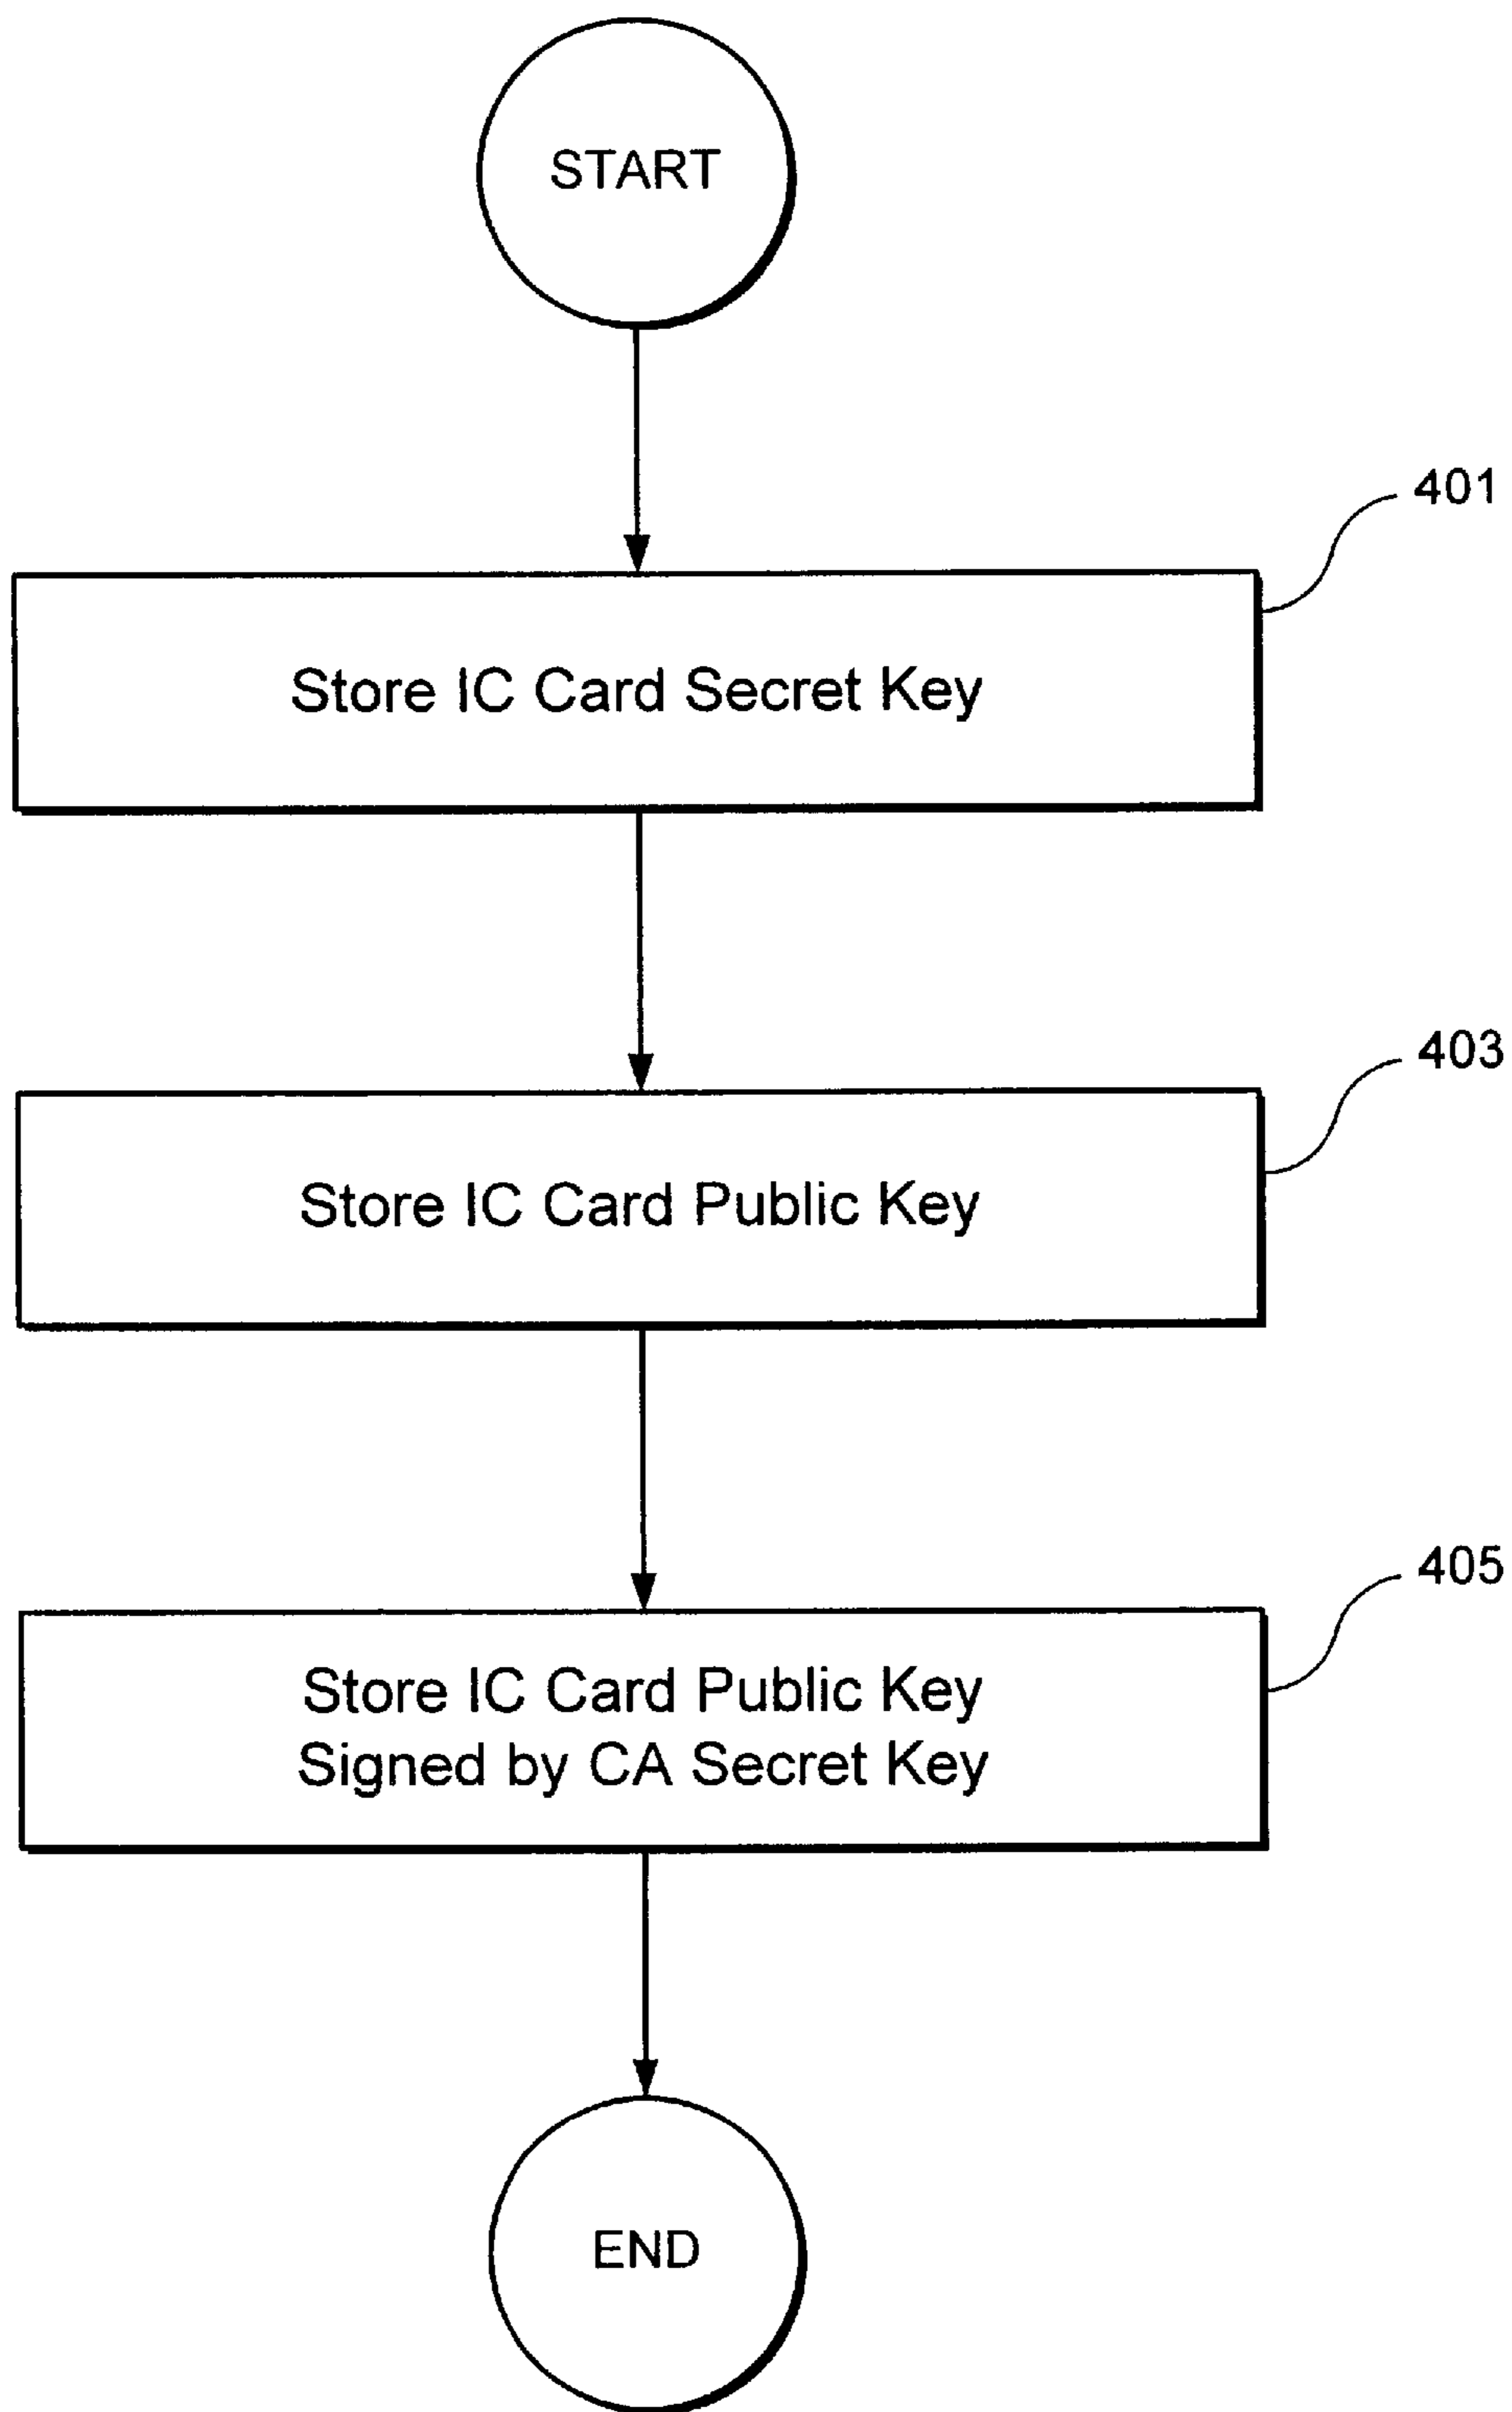 START
401
Store IC Card Secret Key
403
Store IC Card Public Key
405
Store IC Card Public Key
Signed by CA Secret Key
END